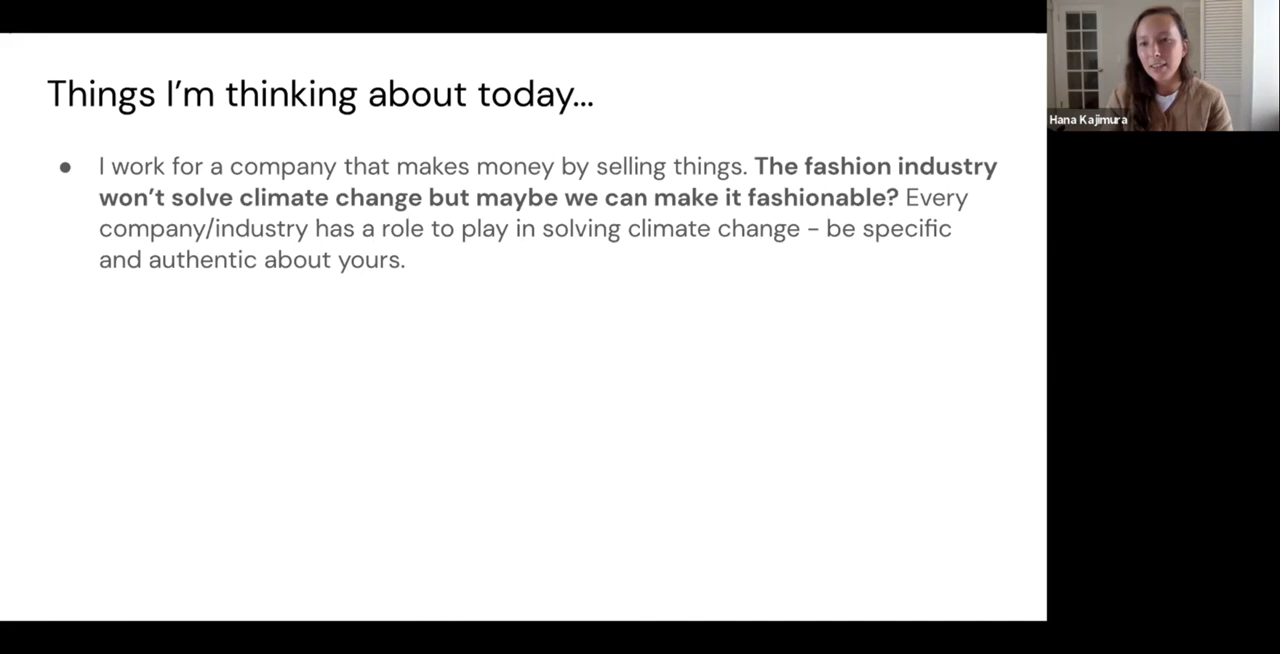 Things I'm thinking about today...
● I work for a company that makes money by selling things. The fashion industry
won't solve climate change but maybe we can make it fashionable? Every
company/industry has a role to play in solving climate change - be specific
and authentic about yours.
Hana Kajimura